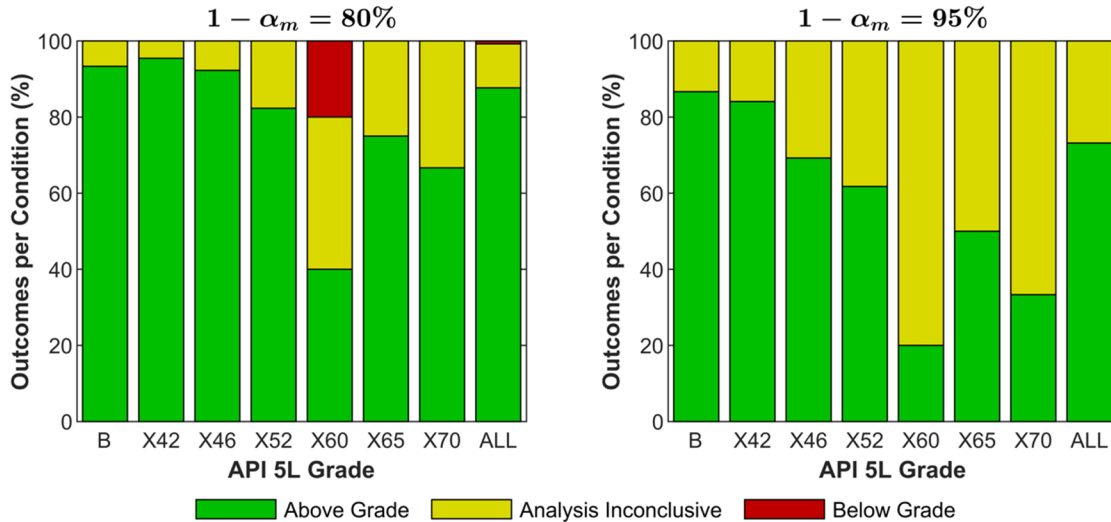 1 − αₘ = 80%
Outcomes per Condition (%)
100
80
60
40
20
0
B X42 X46 X52 X60 X65 X70 ALL
API 5L Grade
1 − αₘ = 95%
Outcomes per Condition (%)
100
80
60
40
20
0
B X42 X46 X52 X60 X65 X70 ALL
API 5L Grade
Above Grade Analysis Inconclusive Below Grade